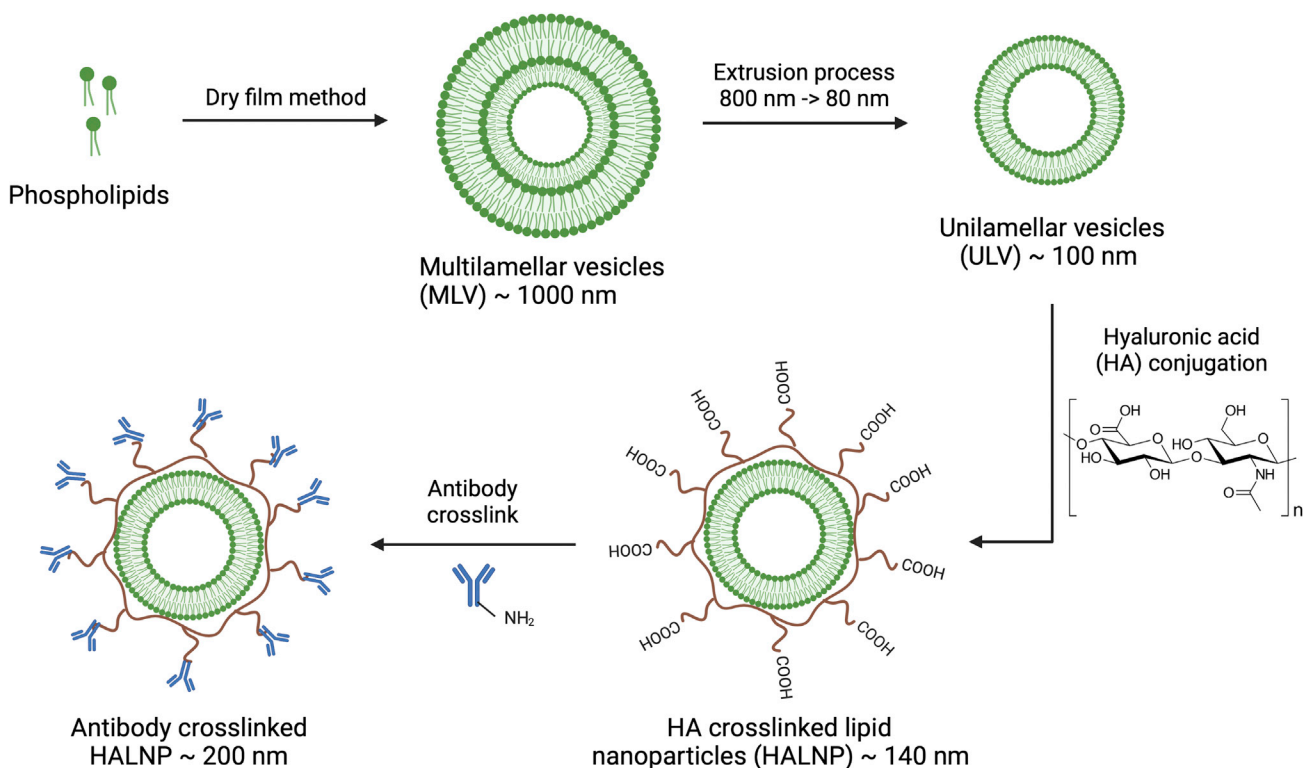 Phospholipids
Dry film method
Multilamellar vesicles
(MLV) ~ 1000 nm
Extrusion process
800 nm -> 80 nm
Unilamellar vesicles
(ULV) ~ 100 nm
Hyaluronic acid
(HA) conjugation
O
OH
O
O
HO
OH
OH
HO
O
O
O
NH
O
n
COOH
COOH
COOH
COOH
COOH
COOH
COOH
COOH
COOH
COOH
HA crosslinked lipid
nanoparticles (HALNP) ~ 140 nm
Antibody
crosslink
NH₂
Antibody crosslinked
HALNP ~ 200 nm